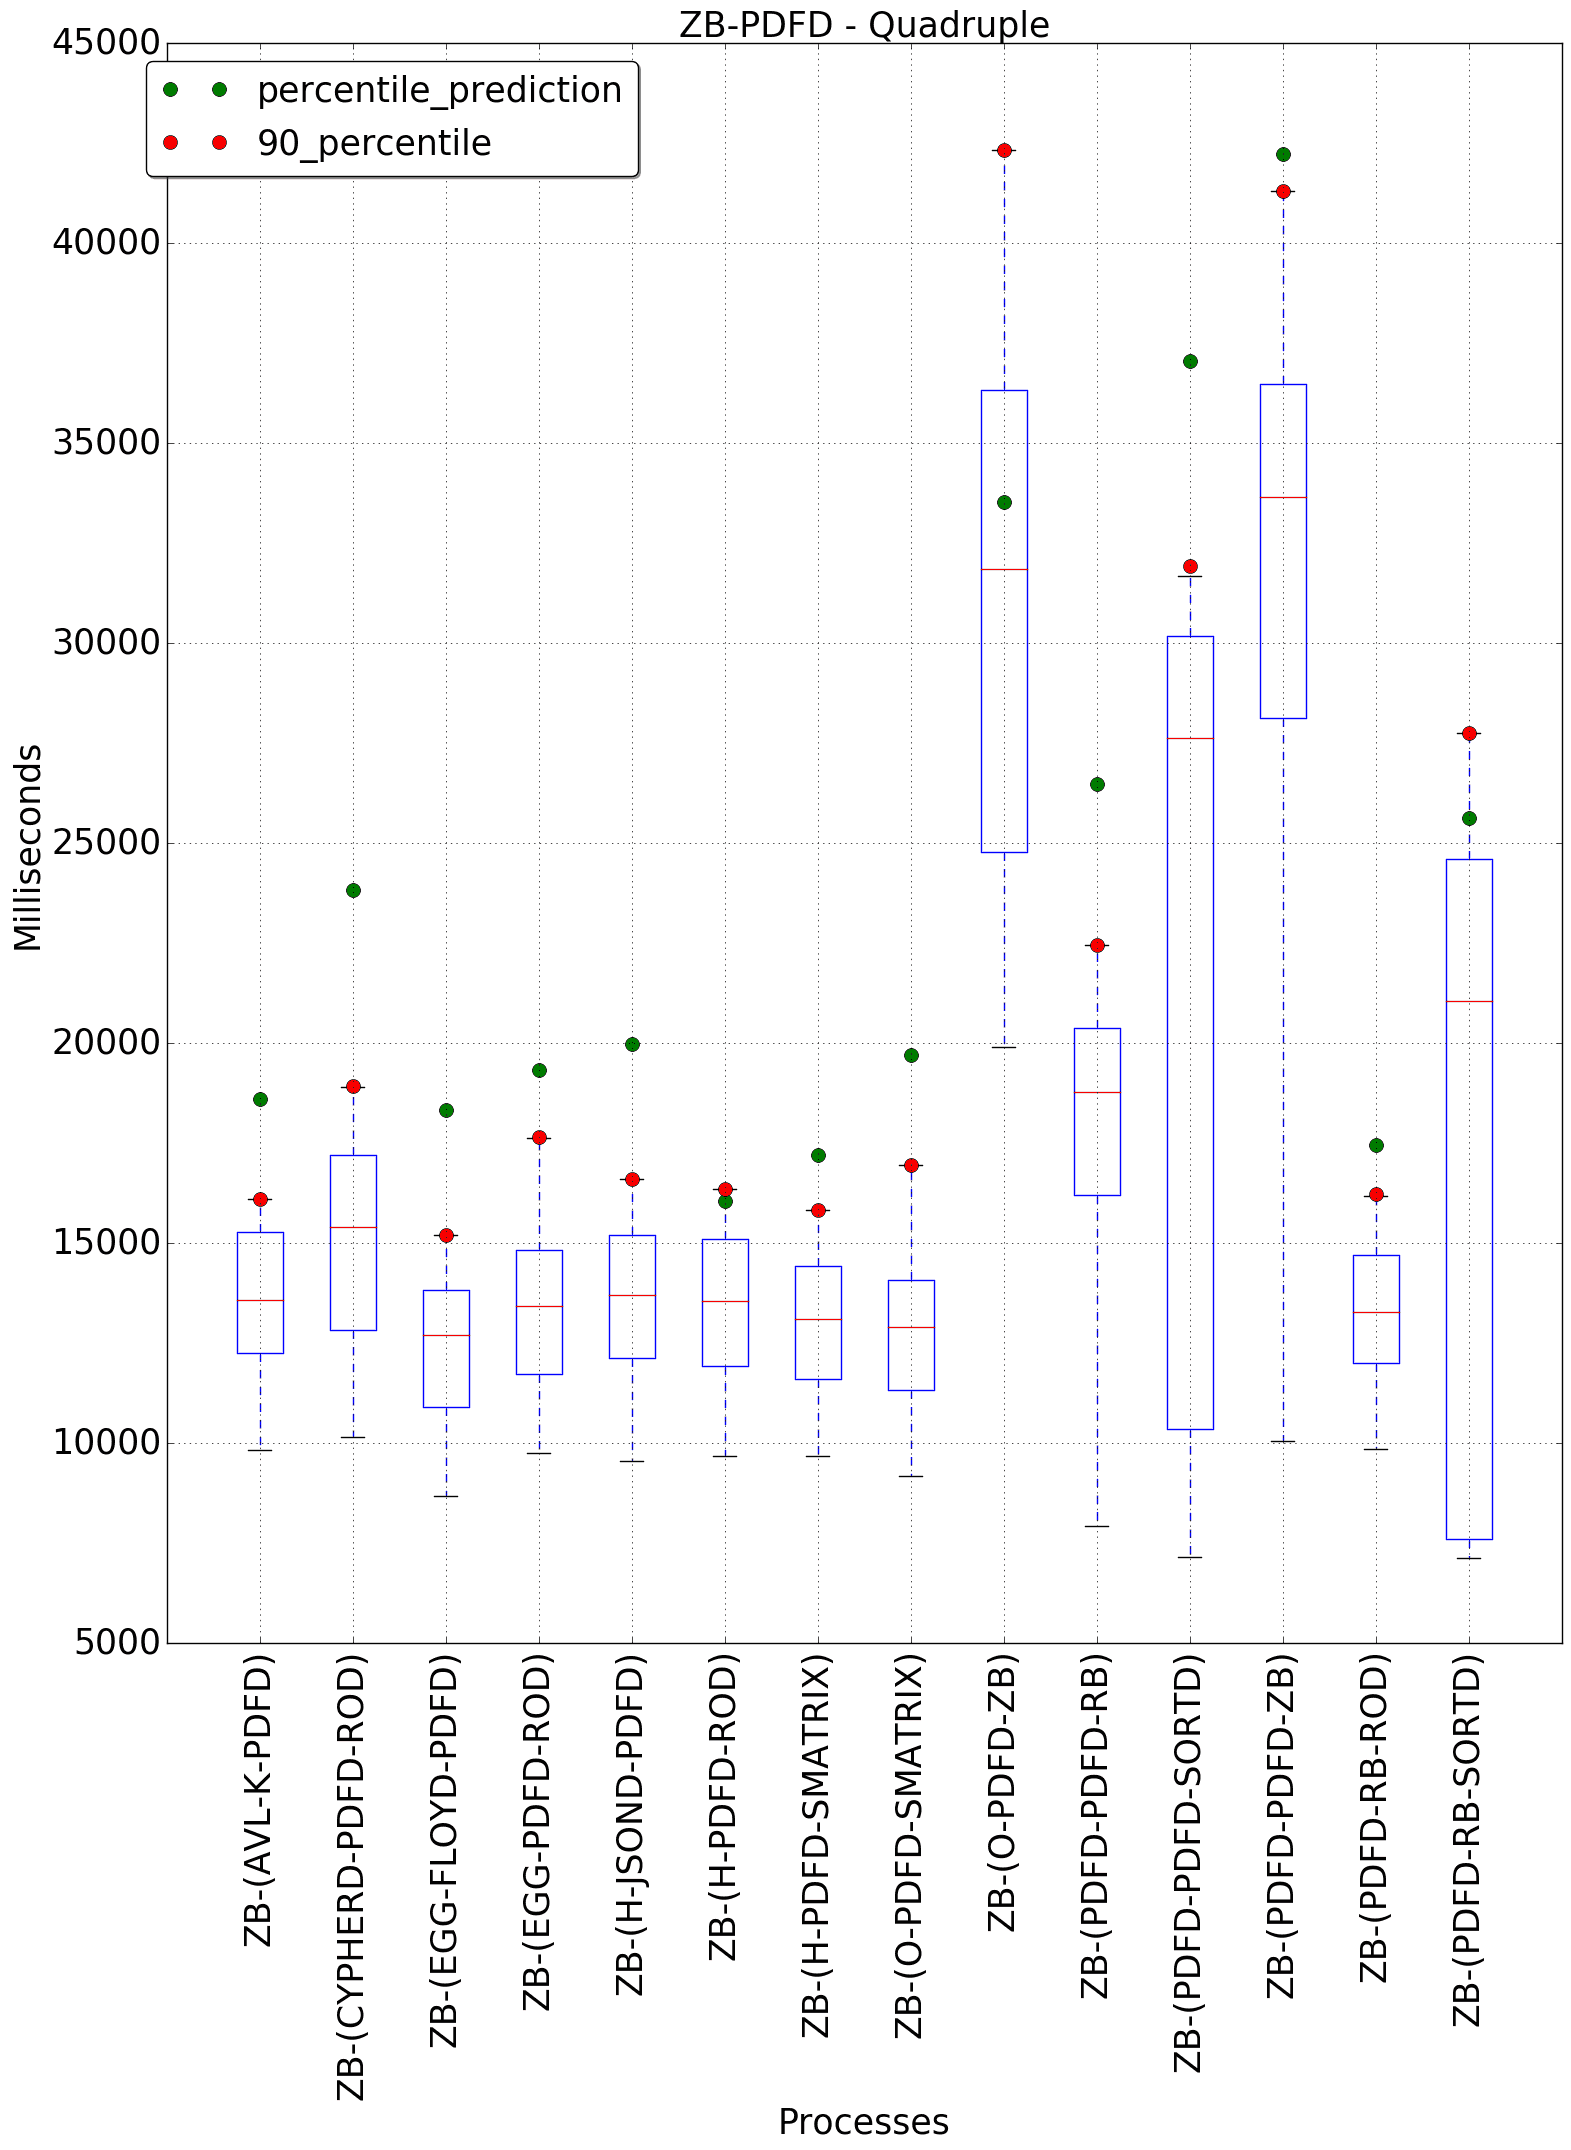 ZB-PDFD - Quadruple
percentile_prediction
90_percentile
45000
40000
35000
30000
25000
20000
15000
10000
5000
Milliseconds
ZB-(AVL-K-PDFD)
ZB-(CYPHERD-PDFD-ROD)
ZB-(EGG-FLOYD-PDFD)
ZB-(EGG-PDFD-ROD)
ZB-(H-JSOND-PDFD)
ZB-(H-PDFD-ROD)
ZB-(H-PDFD-SMATRIX)
ZB-(O-PDFD-SMATRIX)
ZB-(O-PDFD-ZB)
ZB-(PDFD-PDFD-RB)
ZB-(PDFD-PDFD-SORTD)
ZB-(PDFD-PDFD-ZB)
ZB-(PDFD-RB-ROD)
ZB-(PDFD-RB-SORTD)
Processes